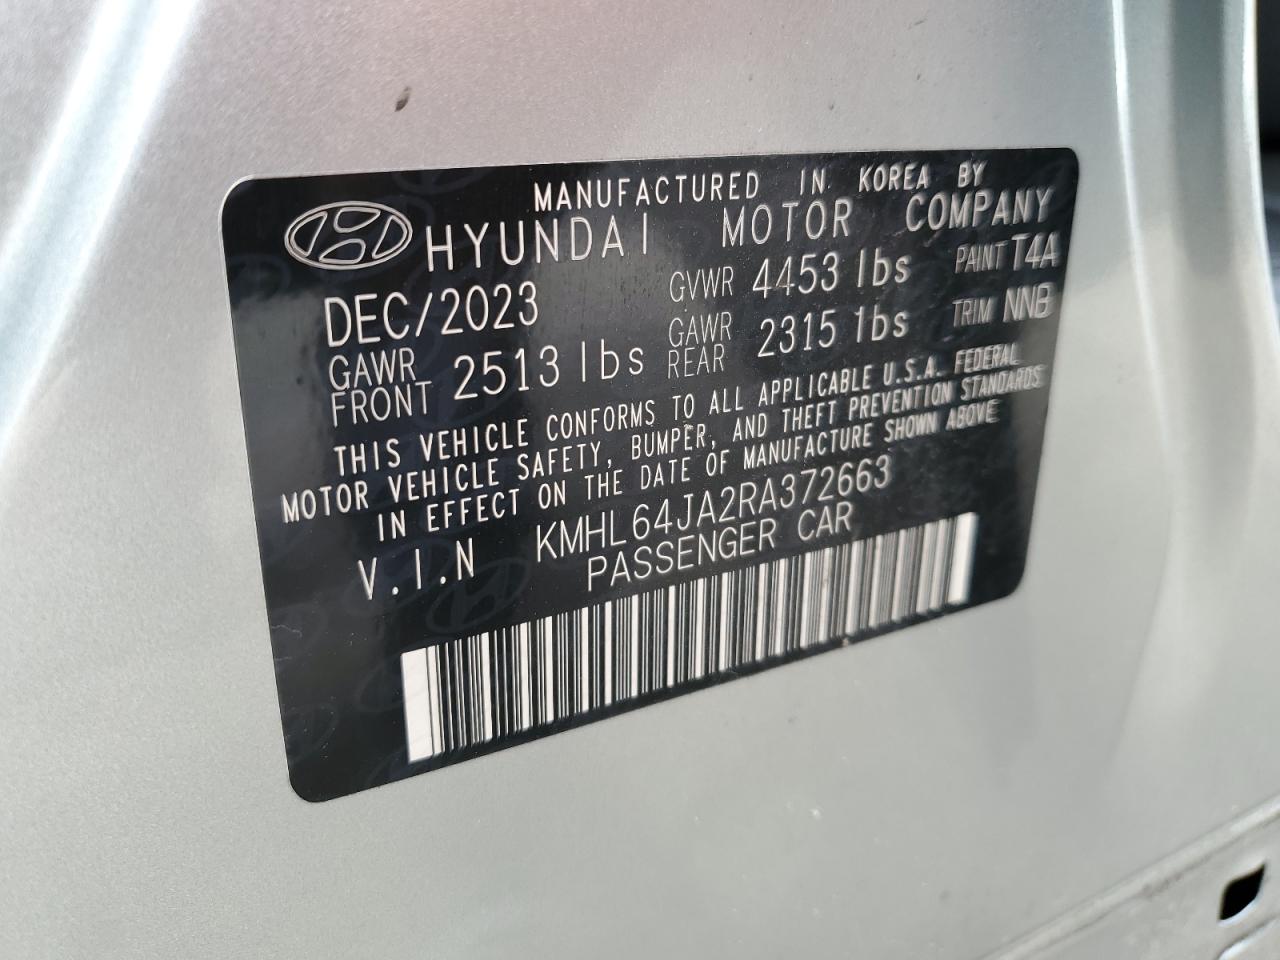 MANUFACTURED IN KOREA BY
HYUNDAI MOTOR COMPANY
DEC/2023 GVWR 4453 lbs PAINT T4A
GAWR FRONT 2513 lbs GAWR REAR 2315 lbs TRIM NNB
THIS VEHICLE CONFORMS TO ALL APPLICABLE U.S.A. FEDERAL
MOTOR VEHICLE SAFETY, BUMPER, AND THEFT PREVENTION STANDARDS
IN EFFECT ON THE DATE OF MANUFACTURE SHOWN ABOVE
V.I.N KMHL64JA2RA372663
PASSENGER CAR